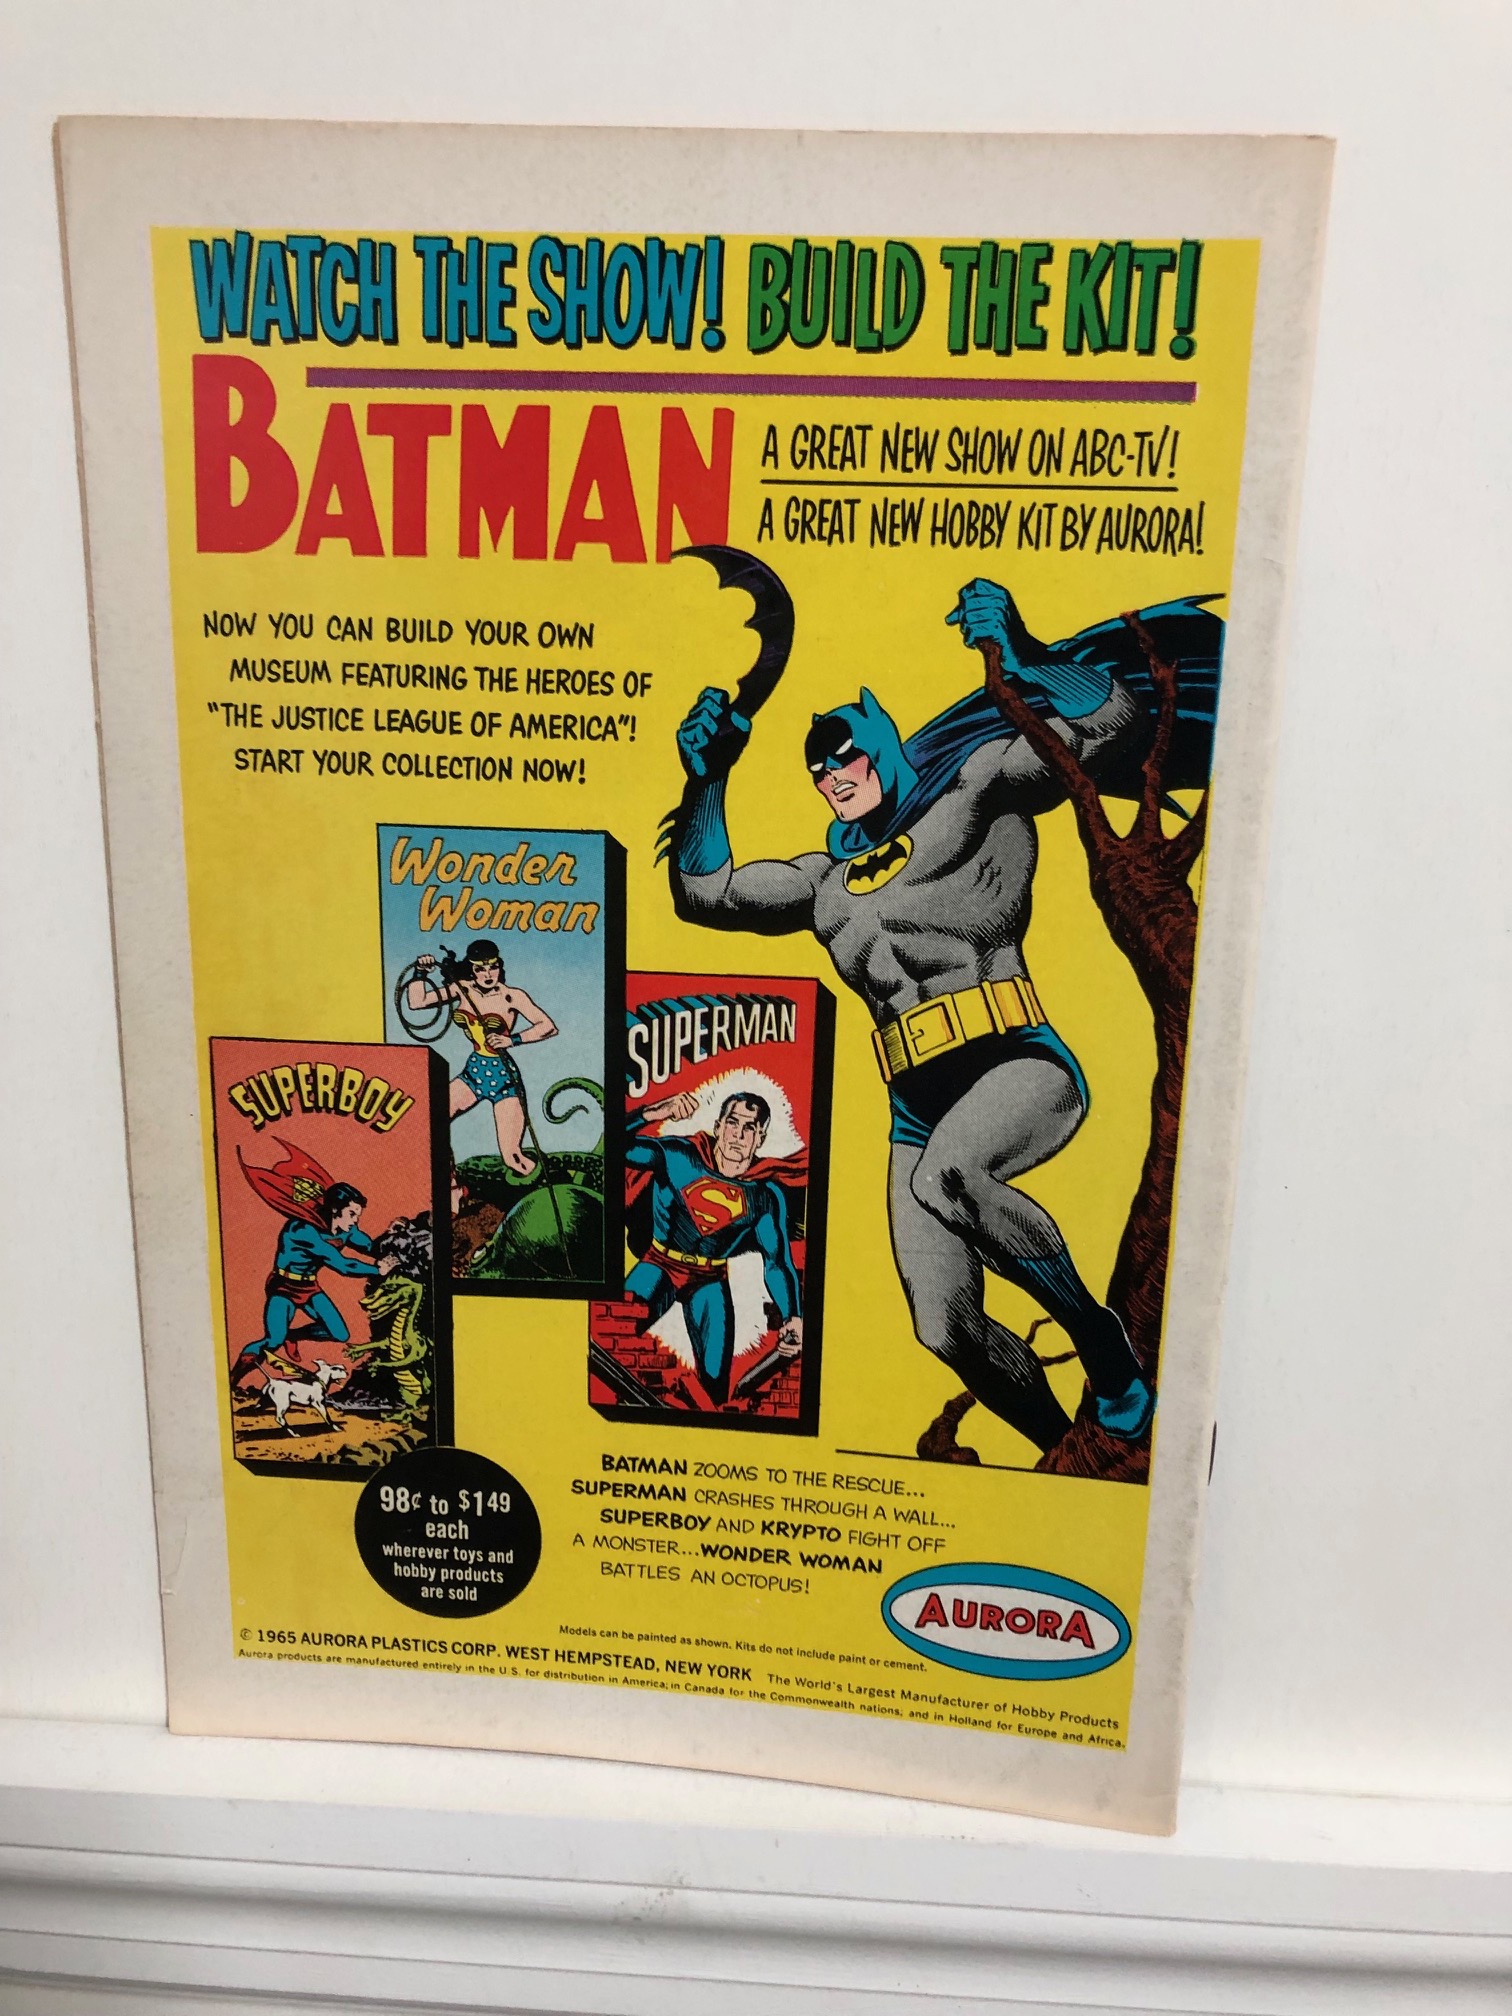 WATCH THE SHOW! BUILD THE KIT!
BATMAN
A GREAT NEW SHOW ON ABC-TV!
A GREAT NEW HOBBY KIT BY AURORA!
NOW YOU CAN BUILD YOUR OWN
MUSEUM FEATURING THE HEROES OF
"THE JUSTICE LEAGUE OF AMERICA"!
START YOUR COLLECTION NOW!
Wonder
Woman
SUPERMAN
SUPERBOY
98¢ to $149
each
wherever toys and
hobby products
are sold
BATMAN ZOOMS TO THE RESCUE...
SUPERMAN CRASHES THROUGH A WALL...
SUPERBOY AND KRYPTO FIGHT OFF
A MONSTER...WONDER WOMAN
BATTLES AN OCTOPUS!
AURORA
Models can be painted as shown. Kits do not include paint or cement.
© 1965 AURORA PLASTICS CORP. WEST HEMPSTEAD, NEW YORK The World's Largest Manufacturer of Hobby Products
Aurora products are manufactured entirely in the U.S. for distribution in America; in Canada for the Commonwealth nations; and in Holland for Europe and Africa.